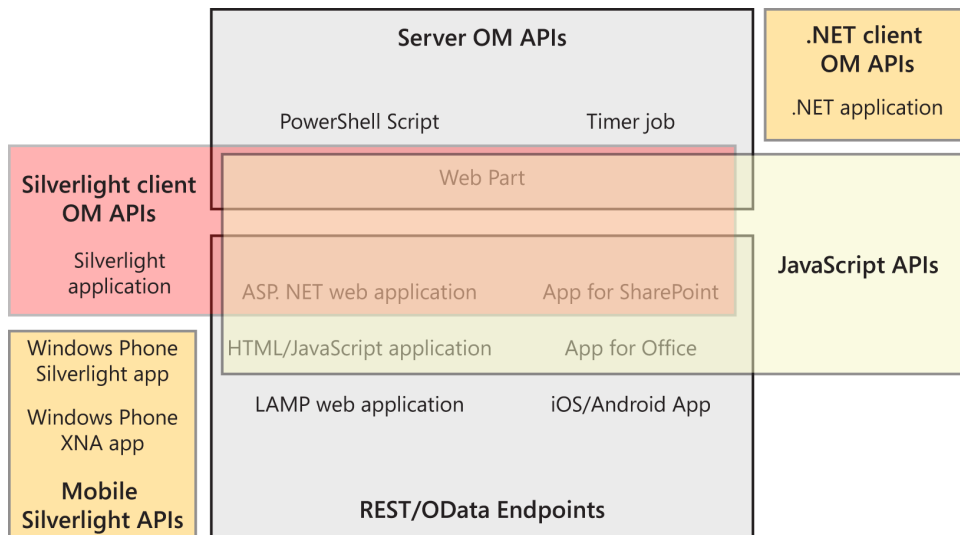 Server OM APIs
PowerShell Script
Timer job
.NET client
OM APIs
.NET application
Web Part
Silverlight client
OM APIs
Silverlight
application
JavaScript APIs
ASP. NET web application
App for SharePoint
HTML/JavaScript application
App for Office
LAMP web application
iOS/Android App
REST/OData Endpoints
Windows Phone
Silverlight app
Windows Phone
XNA app
Mobile
Silverlight APIs